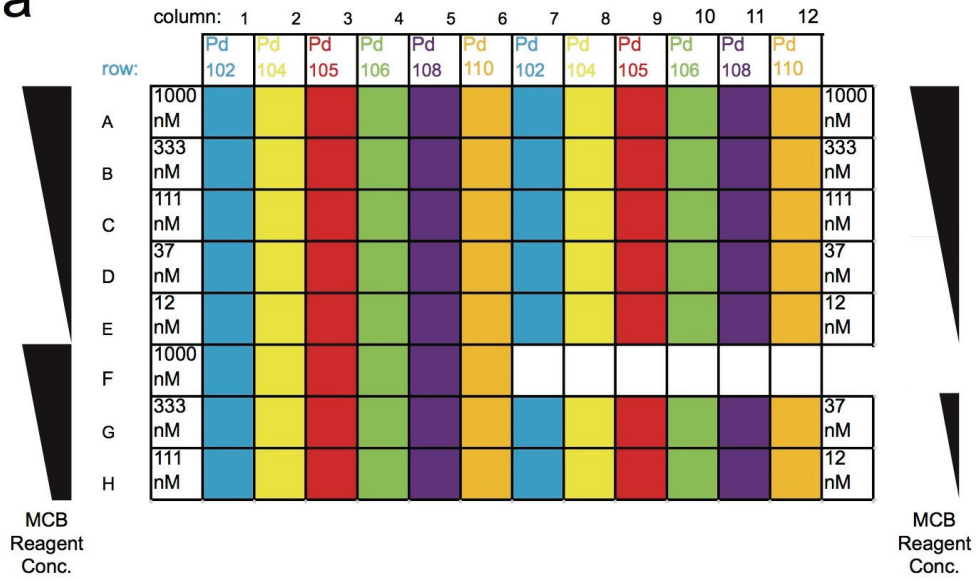 a
column: 1 2 3 4 5 6 7 8 9 10 11 12
Pd Pd Pd Pd Pd Pd Pd Pd Pd Pd Pd Pd
row: 102 104 105 106 108 110 102 104 105 106 108 110
1000 1000
A nM nM
333 333
B nM nM
111 111
C nM nM
37 37
D nM nM
12 12
E nM nM
1000
F nM
333 37
G nM nM
111 12
H nM nM
MCB MCB
Reagent Reagent
Conc. Conc.